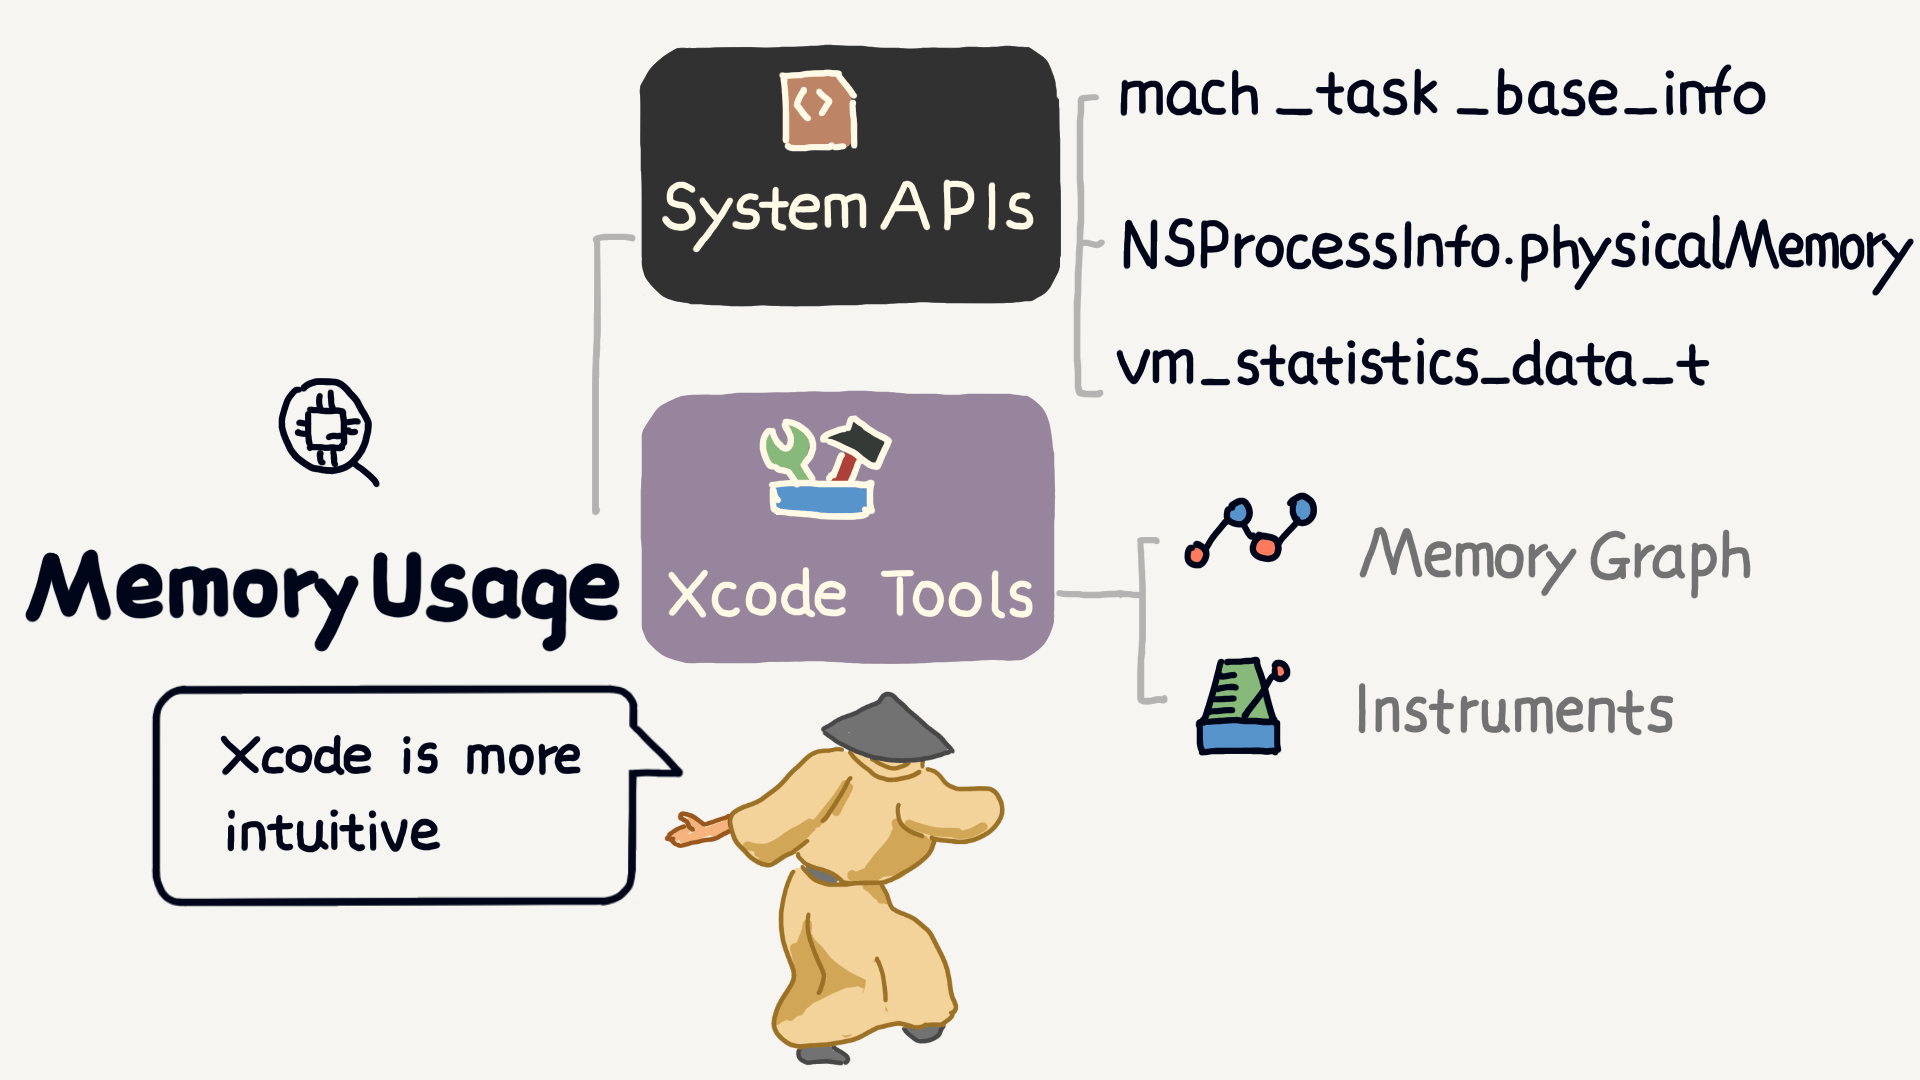 System APIs
mach_task_base_info
NSProcessInfo.physicalMemory
vm_statistics_data_t
Memory Usage
Xcode Tools
Memory Graph
Instruments
Xcode is more
intuitive